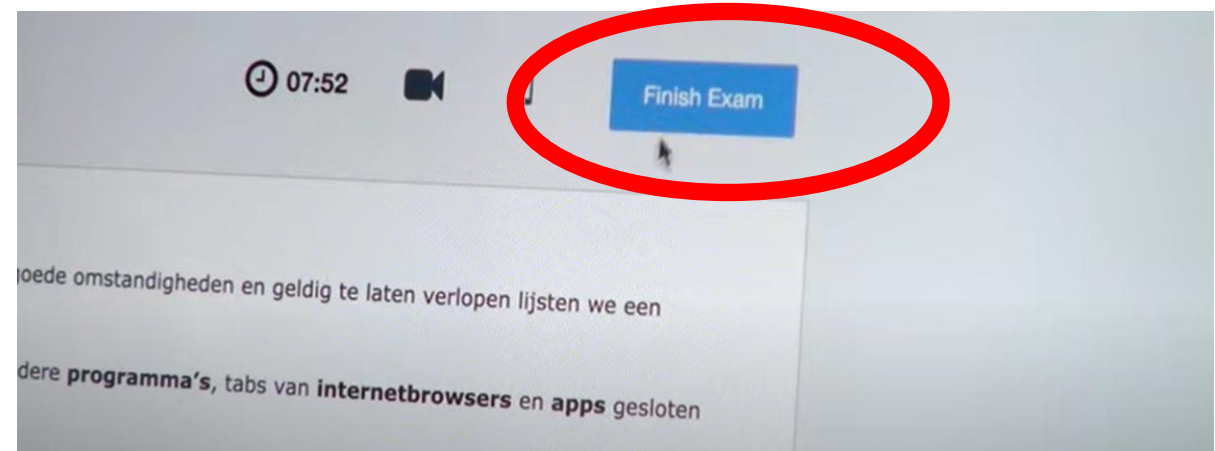 07:52
Finish Exam
goede omstandigheden en geldig te laten verlopen lijsten we een
dere programma's, tabs van internetbrowsers en apps gesloten